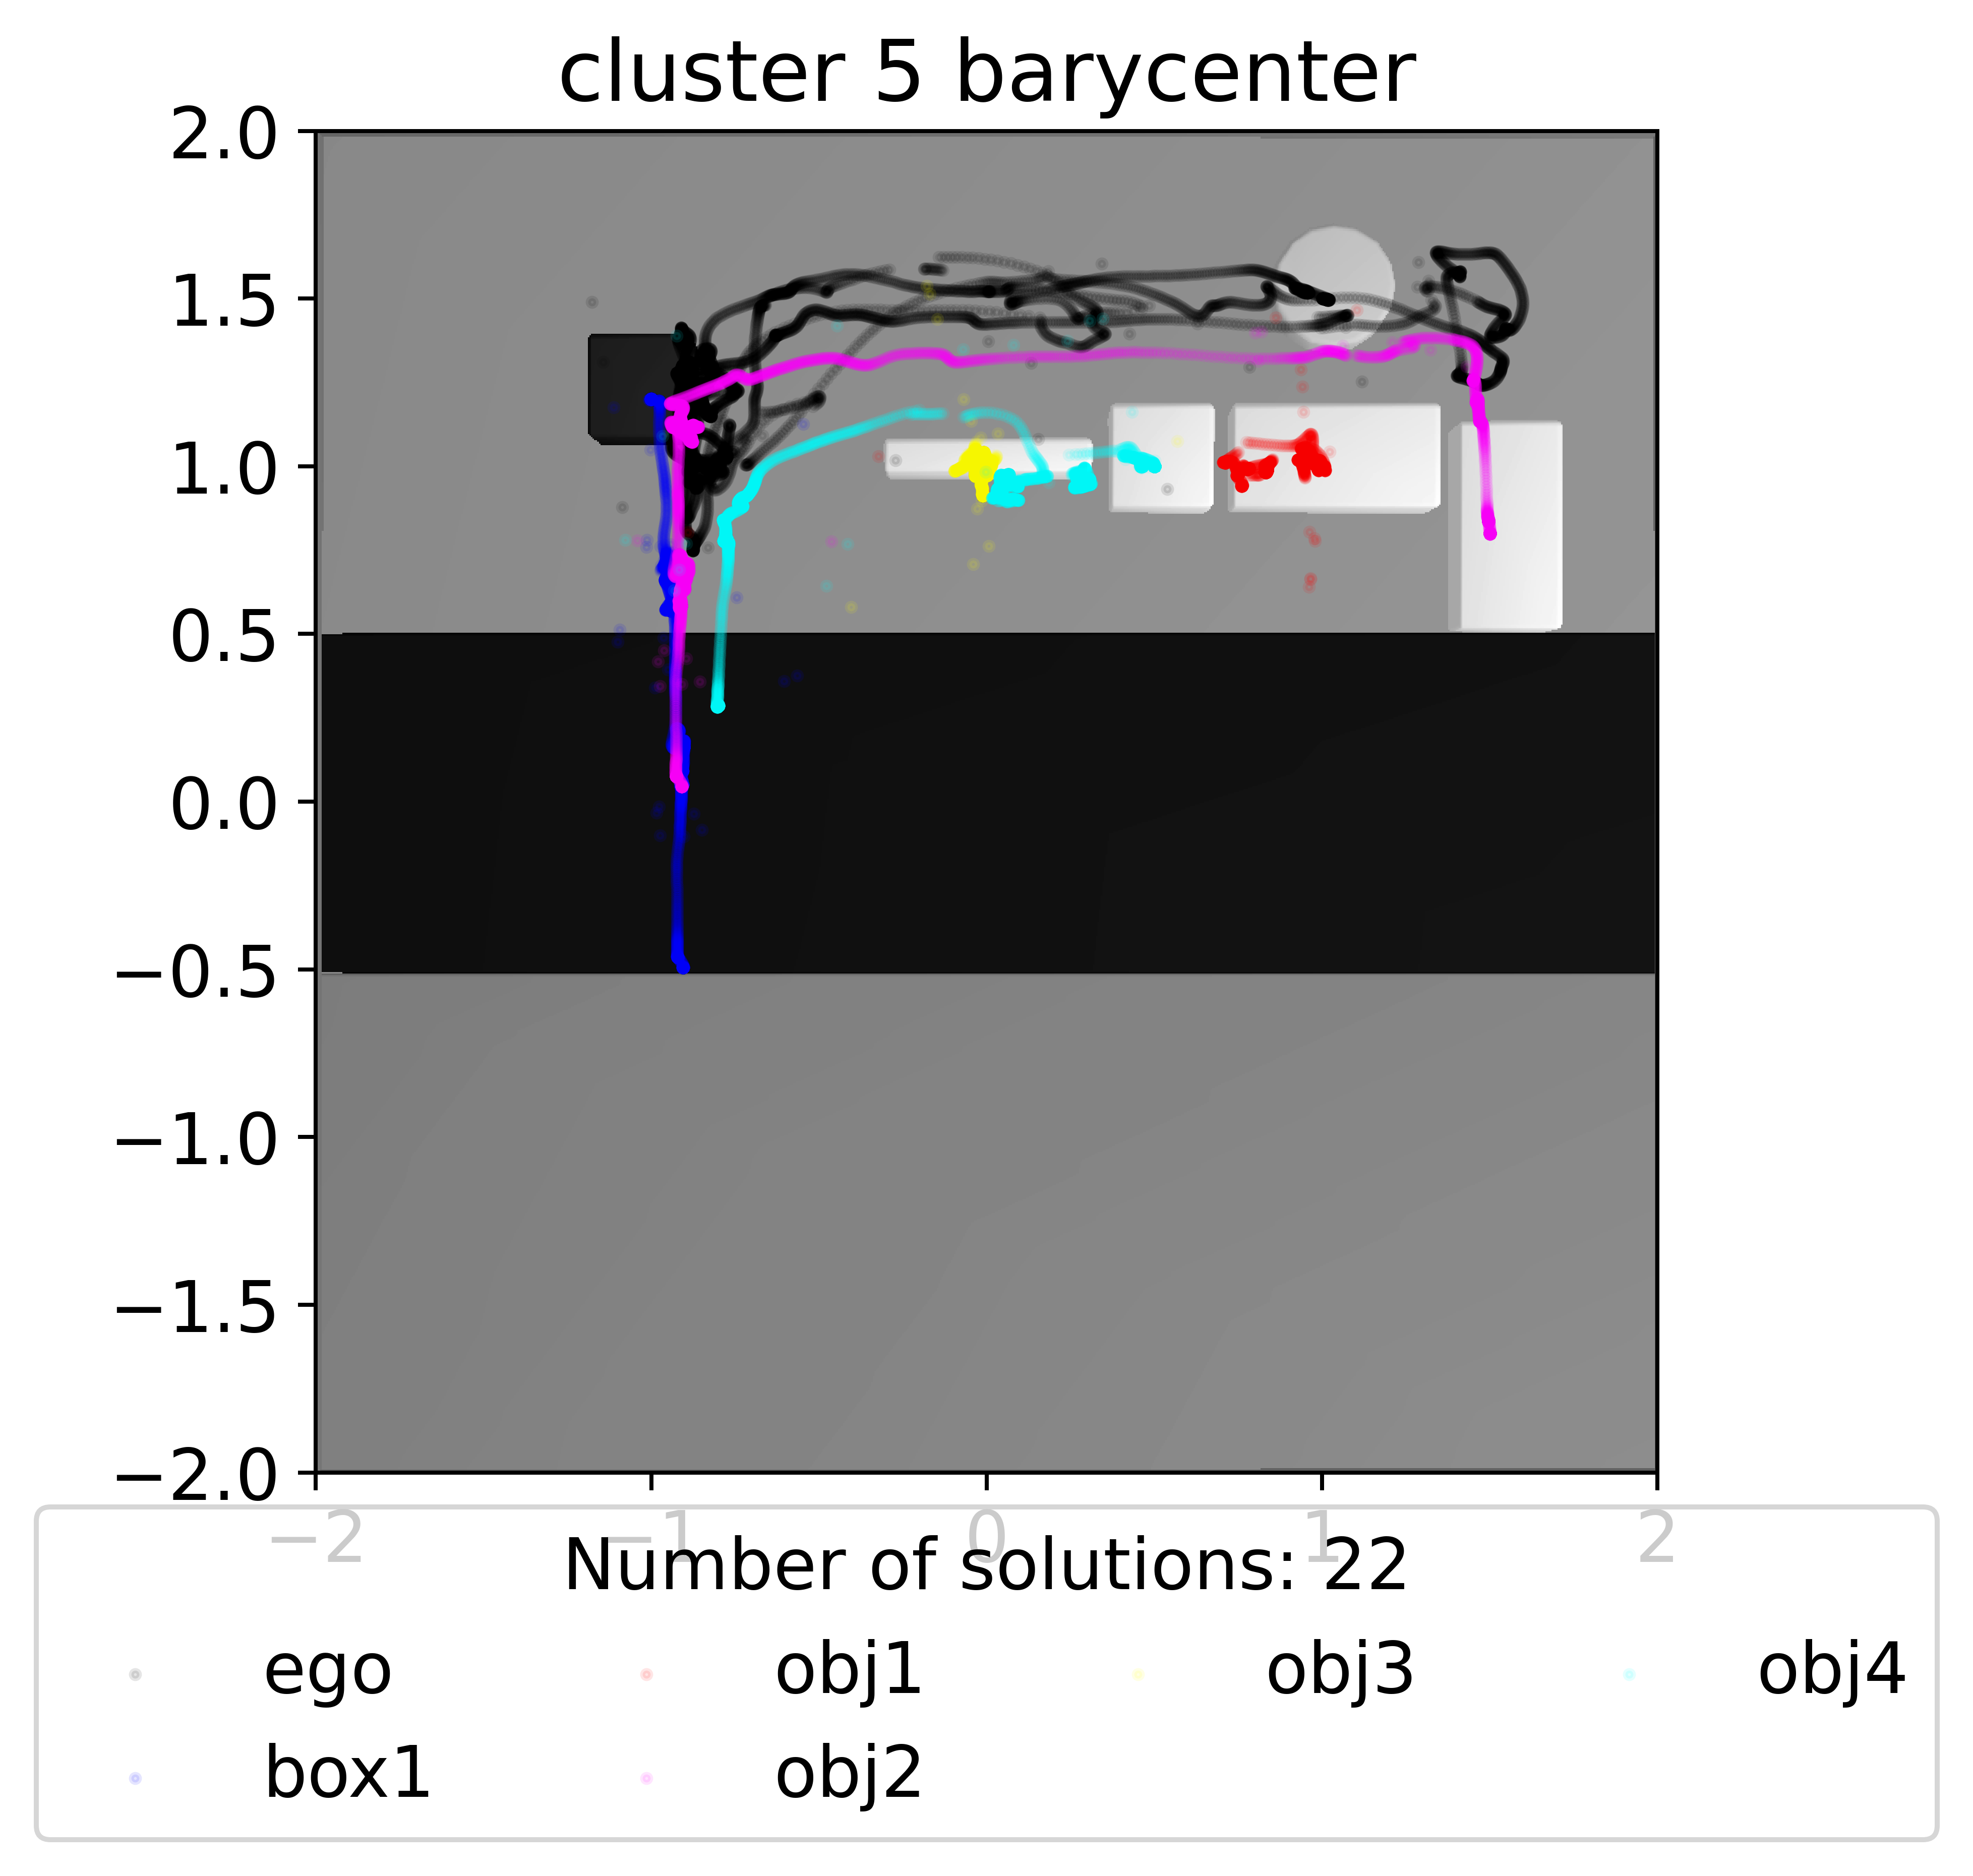 cluster 5 barycenter
2.0
1.5
1.0
0.5
0.0
−0.5
−1.0
−1.5
−2.0
−2 −1 0 1 2
Number of solutions: 22
ego obj1 obj3 obj4
box1 obj2